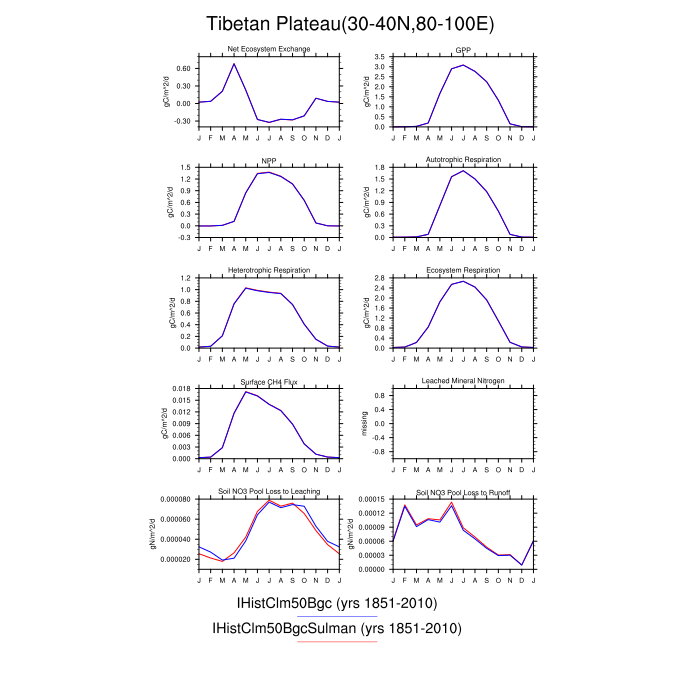 Tibetan Plateau(30-40N,80-100E)
Net Ecosystem Exchange
gC/m^2/d
0.60
0.30
0.00
-0.30
J F M A M J J A S O N D J
GPP
gC/m^2/d
3.5
3.0
2.5
2.0
1.5
1.0
0.5
0.0
J F M A M J J A S O N D J
NPP
gC/m^2/d
1.5
1.2
0.9
0.6
0.3
0.0
-0.3
J F M A M J J A S O N D J
Autotrophic Respiration
gC/m^2/d
1.8
1.5
1.2
0.9
0.6
0.3
0.0
J F M A M J J A S O N D J
Heterotrophic Respiration
gC/m^2/d
1.2
1.0
0.8
0.6
0.4
0.2
0.0
J F M A M J J A S O N D J
Ecosystem Respiration
gC/m^2/d
2.8
2.4
2.0
1.6
1.2
0.8
0.4
0.0
J F M A M J J A S O N D J
Surface CH4 Flux
gC/m^2/d
0.018
0.015
0.012
0.009
0.006
0.003
0.000
J F M A M J J A S O N D J
Leached Mineral Nitrogen
missing
0.8
0.4
0.0
-0.4
-0.8
J F M A M J J A S O N D J
Soil NO3 Pool Loss to Leaching
gN/m^2/d
0.000080
0.000060
0.000040
0.000020
J F M A M J J A S O N D J
Soil NO3 Pool Loss to Runoff
gN/m^2/d
0.00015
0.00012
0.00009
0.00006
0.00003
0.00000
J F M A M J J A S O N D J
IHistClm50Bgc (yrs 1851-2010)
IHistClm50BgcSulman (yrs 1851-2010)